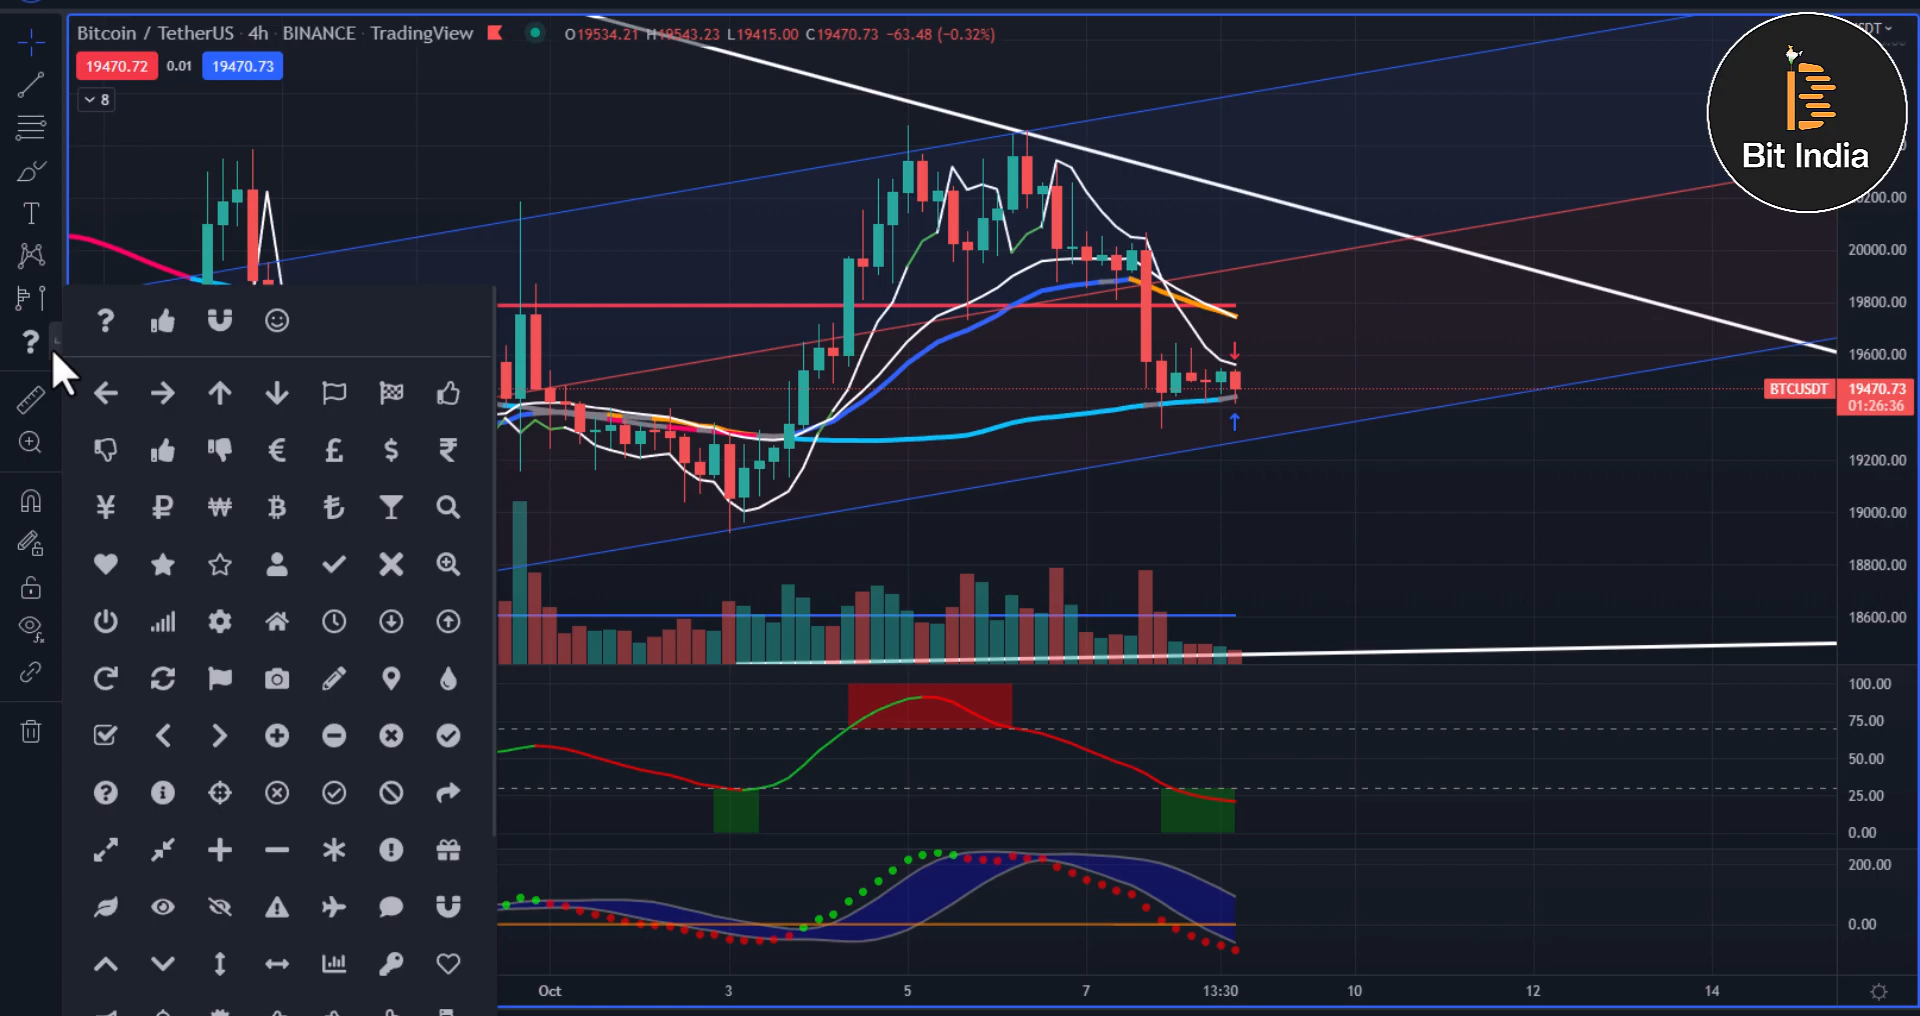 Bitcoin / TetherUS · 4h · BINANCE · TradingView
O19534.21 H19543.23 L19415.00 C19470.73 −63.48 (−0.32%)
19470.72 0.01 19470.73
8
Bit India
20000.00
19800.00
19600.00
BTCUSDT 19470.73
01:26:36
19200.00
19000.00
18800.00
18600.00
100.00
75.00
50.00
25.00
0.00
200.00
0.00
Oct 3 5 7 13:30 10 12 14